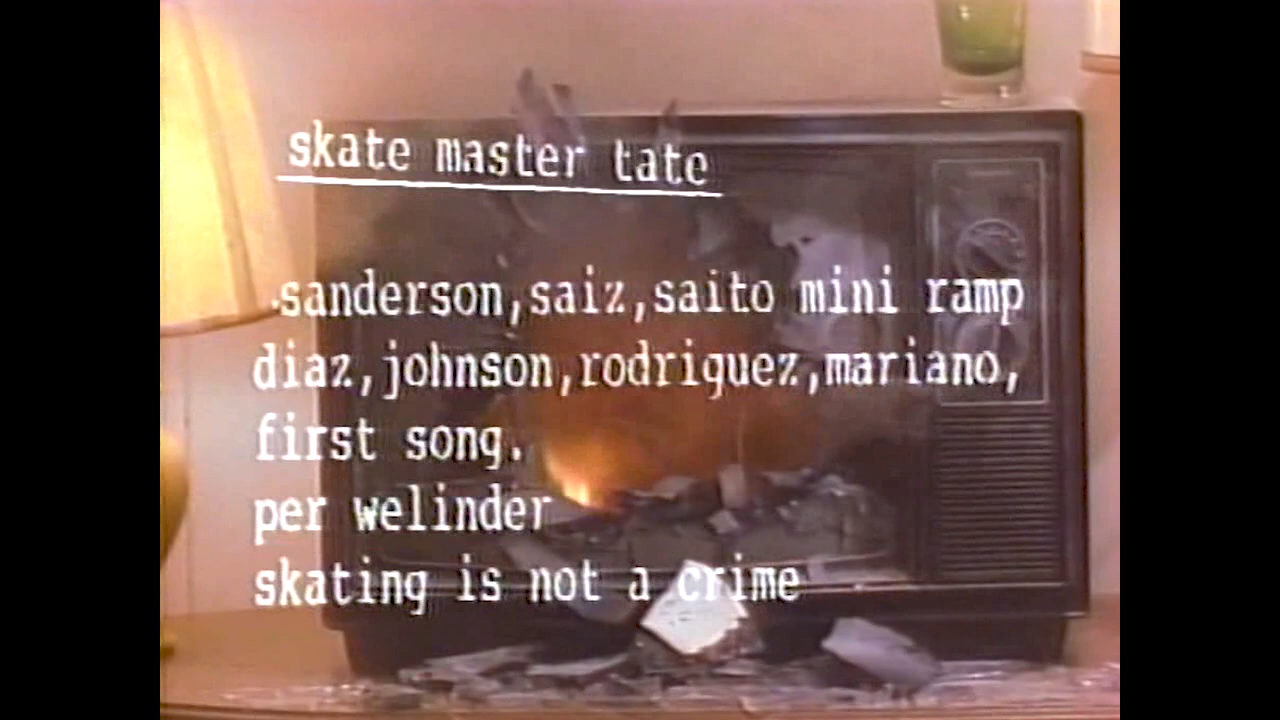 skate master tate
.sanderson,saiz,saito mini ramp
diaz,johnson,rodriguez,mariano,
first song.
per welinder
skating is not a crime